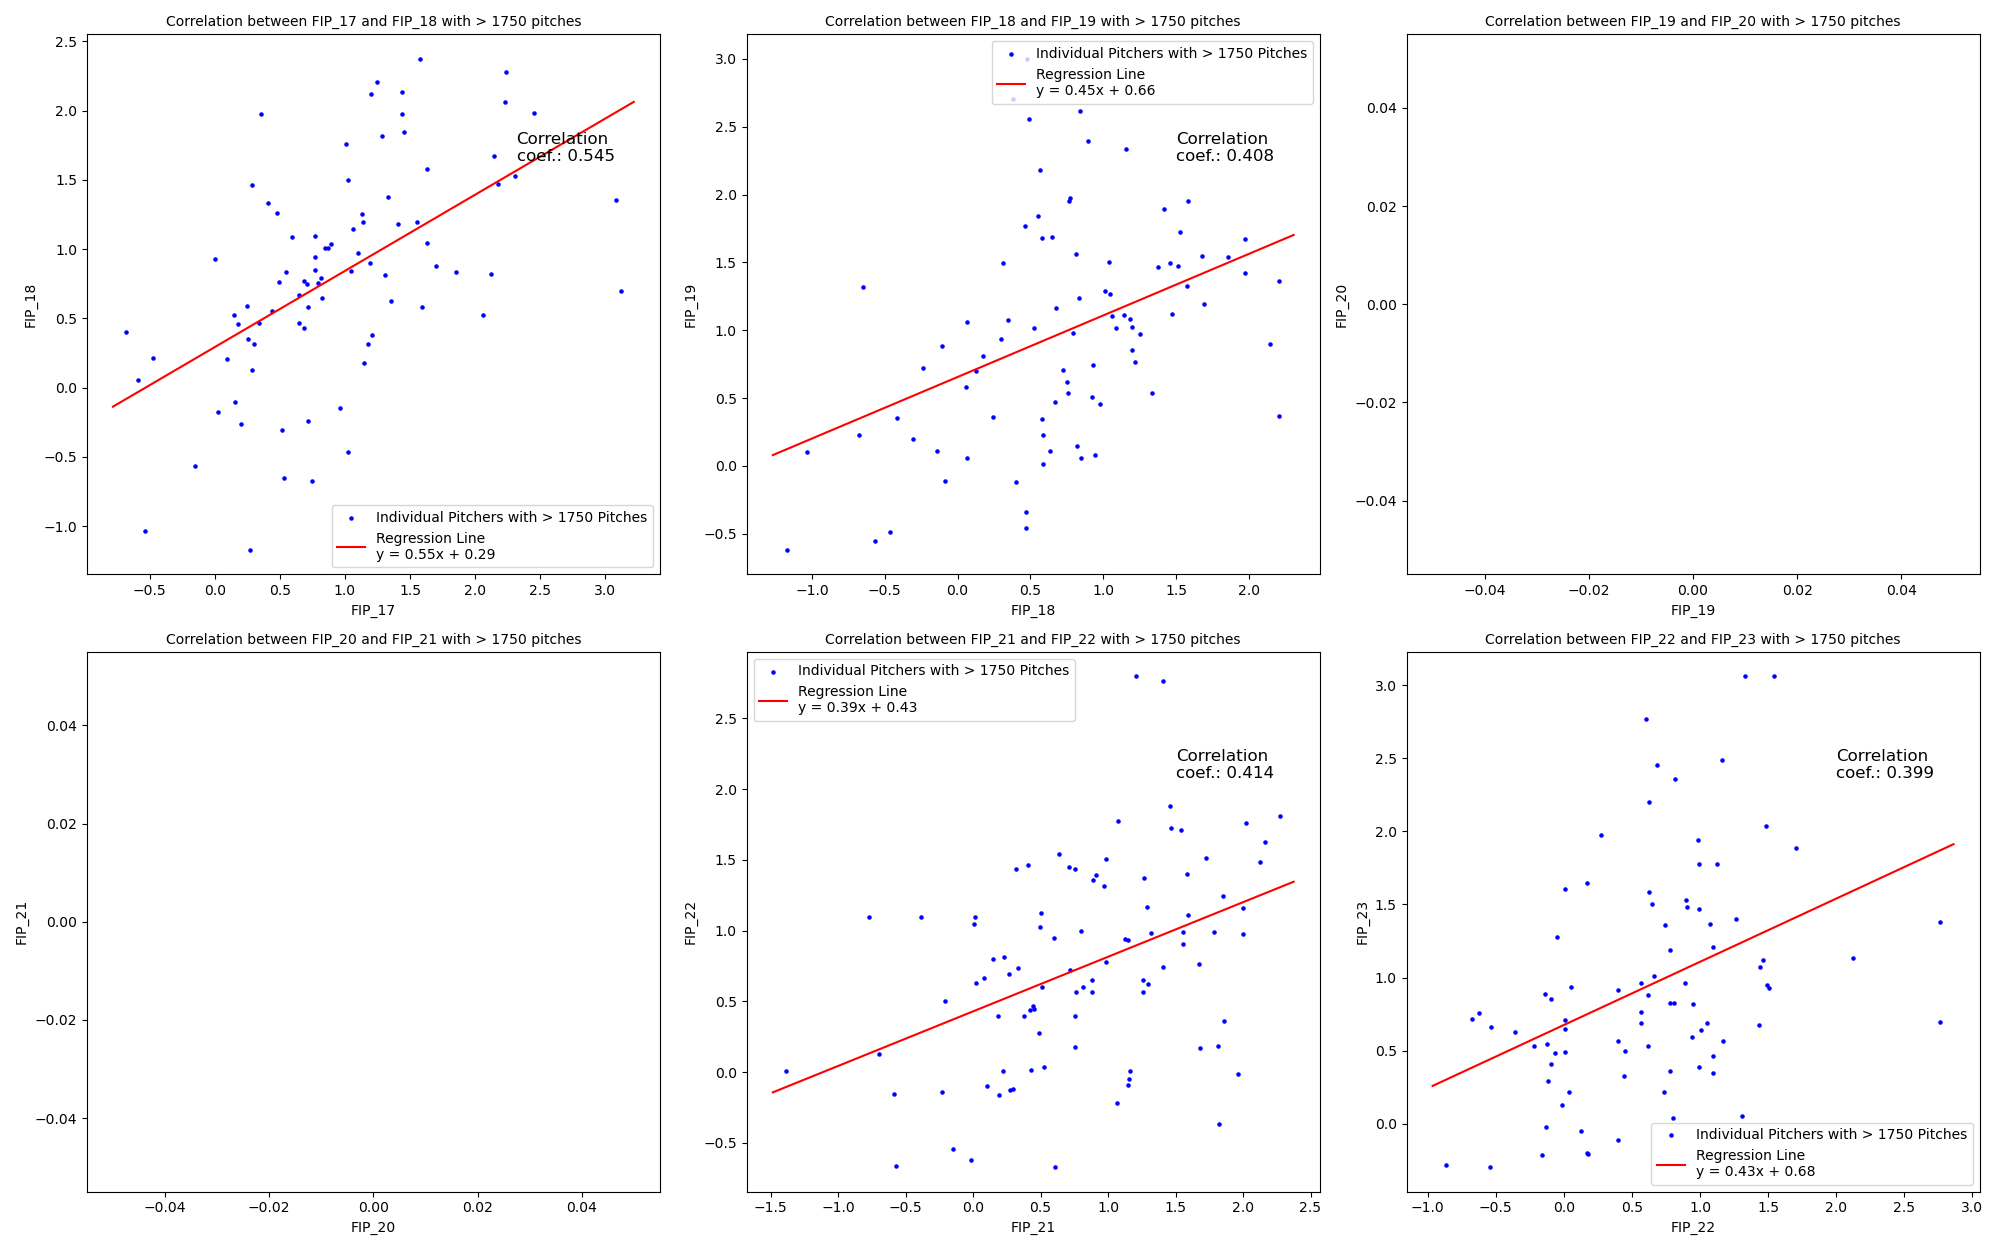 Correlation between FIP_17 and FIP_18 with > 1750 pitches
2.5
2.0
1.5
1.0
0.5
0.0
−0.5
−1.0
FIP_18
Correlation
coef.: 0.545
Individual Pitchers with > 1750 Pitches
Regression Line
y = 0.55x + 0.29
−0.5 0.0 0.5 1.0 1.5 2.0 2.5 3.0
FIP_17
Correlation between FIP_18 and FIP_19 with > 1750 pitches
Individual Pitchers with > 1750 Pitches
Regression Line
y = 0.45x + 0.66
Correlation
coef.: 0.408
3.0
2.5
2.0
1.5
1.0
0.5
0.0
−0.5
FIP_19
−1.0 −0.5 0.0 0.5 1.0 1.5 2.0
FIP_18
Correlation between FIP_19 and FIP_20 with > 1750 pitches
0.04
0.02
0.00
−0.02
−0.04
FIP_20
−0.04 −0.02 0.00 0.02 0.04
FIP_19
Correlation between FIP_20 and FIP_21 with > 1750 pitches
0.04
0.02
0.00
−0.02
−0.04
FIP_21
−0.04 −0.02 0.00 0.02 0.04
FIP_20
Correlation between FIP_21 and FIP_22 with > 1750 pitches
Individual Pitchers with > 1750 Pitches
Regression Line
y = 0.39x + 0.43
Correlation
coef.: 0.414
2.5
2.0
1.5
1.0
0.5
0.0
−0.5
FIP_22
−1.5 −1.0 −0.5 0.0 0.5 1.0 1.5 2.0 2.5
FIP_21
Correlation between FIP_22 and FIP_23 with > 1750 pitches
Correlation
coef.: 0.399
3.0
2.5
2.0
1.5
1.0
0.5
0.0
FIP_23
Individual Pitchers with > 1750 Pitches
Regression Line
y = 0.43x + 0.68
−1.0 −0.5 0.0 0.5 1.0 1.5 2.0 2.5 3.0
FIP_22